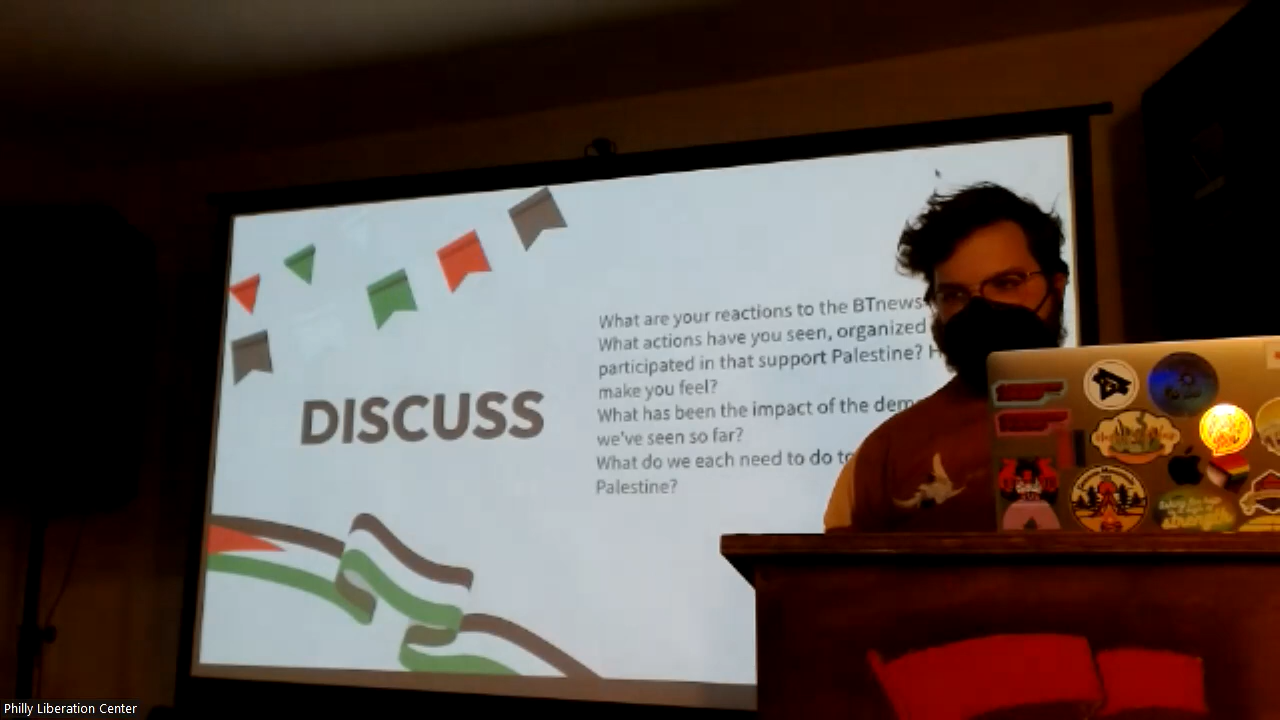 DISCUSS
What are your reactions to the BTnews
What actions have you seen, organized
participated in that support Palestine?
make you feel?
What has been the impact of the
we've seen so far?
What do we each need to do
Palestine?
Philly Liberation Center